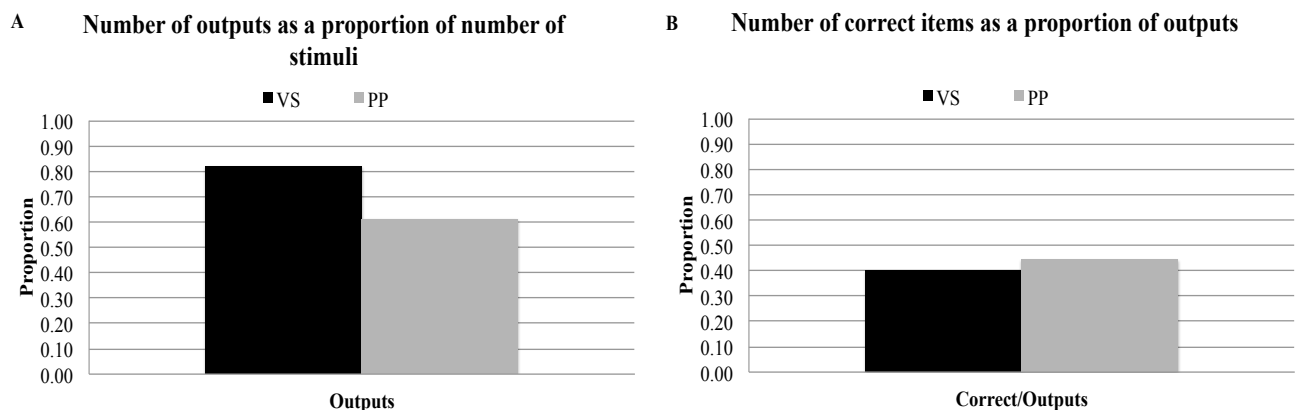 A
Number of outputs as a proportion of number of
stimuli
VS PP
Proportion
1.00
0.90
0.80
0.70
0.60
0.50
0.40
0.30
0.20
0.10
0.00
Outputs
B
Number of correct items as a proportion of outputs
VS PP
Proportion
1.00
0.90
0.80
0.70
0.60
0.50
0.40
0.30
0.20
0.10
0.00
Correct/Outputs